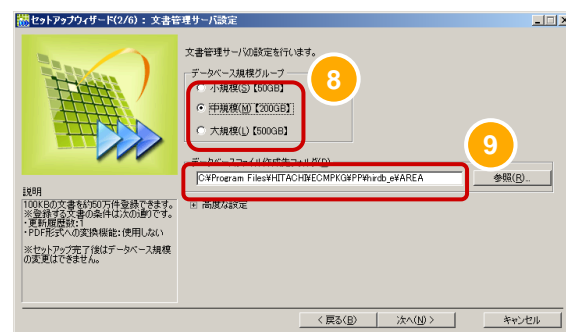 セットアップウィザード(2/6) : 文書管理サーバ設定
文書管理サーバの設定を行います。
データベース規模グループ
小規模(S)【50GB】
中規模(M)【200GB】
大規模(L)【500GB】
8
9
データベースファイル作成先フォルダ(D)
C:¥Program Files¥HITACHI¥ECMPKG¥PP¥hirdb_e¥AREA
参照(R)...
高度な設定
説明
100KBの文書を約50万件登録できます。
※登録する文書の条件は次の通りです。
・更新履歴数:1
・PDF形式への変換機能:使用しない
※セットアップ完了後はデータベース規模
の変更はできません。
< 戻る(B)
次へ(N) >
キャンセル